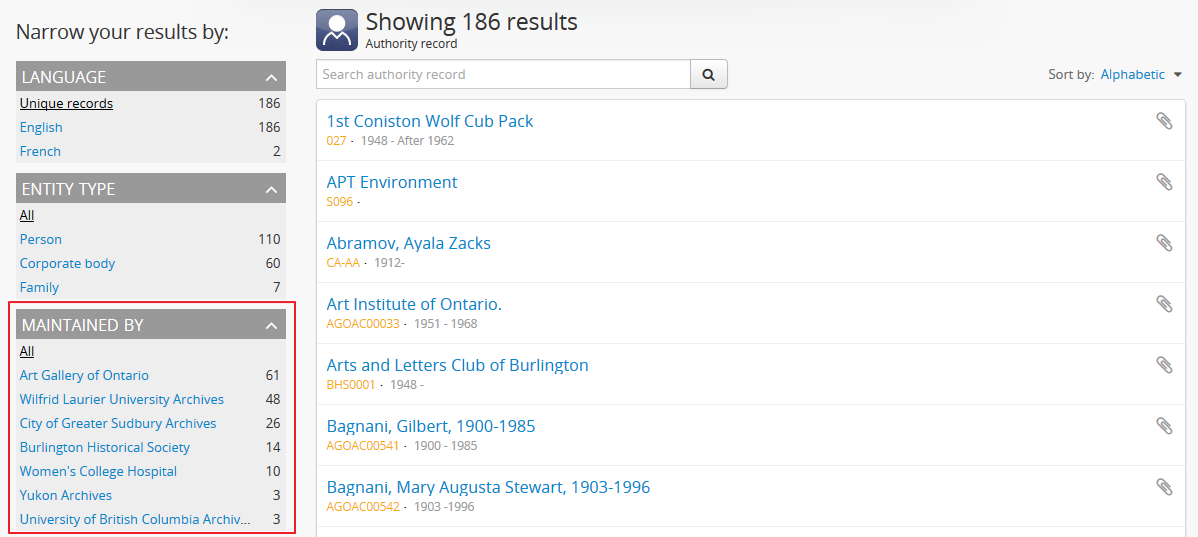 Narrow your results by:
LANGUAGE
Unique records 186
English 186
French 2
ENTITY TYPE
All
Person 110
Corporate body 60
Family 7
MAINTAINED BY
All
Art Gallery of Ontario 61
Wilfrid Laurier University Archives 48
City of Greater Sudbury Archives 26
Burlington Historical Society 14
Women's College Hospital 10
Yukon Archives 3
University of British Columbia Archiv... 3
Showing 186 results
Authority record
Search authority record
Sort by: Alphabetic
1st Coniston Wolf Cub Pack
027 · 1948 - After 1962
APT Environment
S096 ·
Abramov, Ayala Zacks
CA-AA · 1912-
Art Institute of Ontario.
AGOAC00033 · 1951 - 1968
Arts and Letters Club of Burlington
BHS0001 · 1948 -
Bagnani, Gilbert, 1900-1985
AGOAC00541 · 1900 - 1985
Bagnani, Mary Augusta Stewart, 1903-1996
AGOAC00542 · 1903 -1996